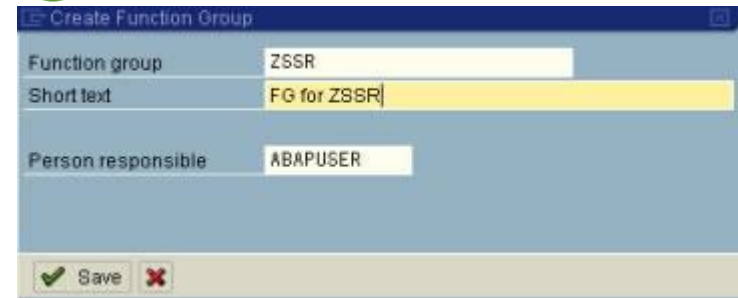 Create Function Group
Function group ZSSR
Short text FG for ZSSR
Person responsible ABAPUSER
Save